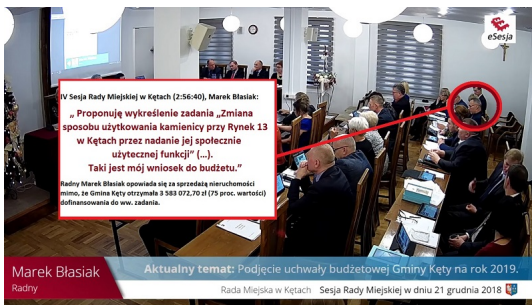 eSesja
IV Sesja Rady Miejskiej w Kętach (2:56:40), Marek Błasiak:
„ Proponuję wykreślenie zadania „Zmiana
sposobu użytkowania kamienicy przy Rynek 13
w Kętach przez nadanie jej społecznie
użytecznej funkcji” (...).
Taki jest mój wniosek do budżetu.”
Radny Marek Błasiak opowiada się za sprzedażą nieruchomości
mimo, że Gmina Kęty otrzymała 3 583 072,70 zł (75 proc. wartości)
dofinansowania do ww. zadania.
Marek Błasiak
Radny
Aktualny temat: Podjęcie uchwały budżetowej Gminy Kęty na rok 2019.
Rada Miejska w Kętach Sesja Rady Miejskiej w dniu 21 grudnia 2018